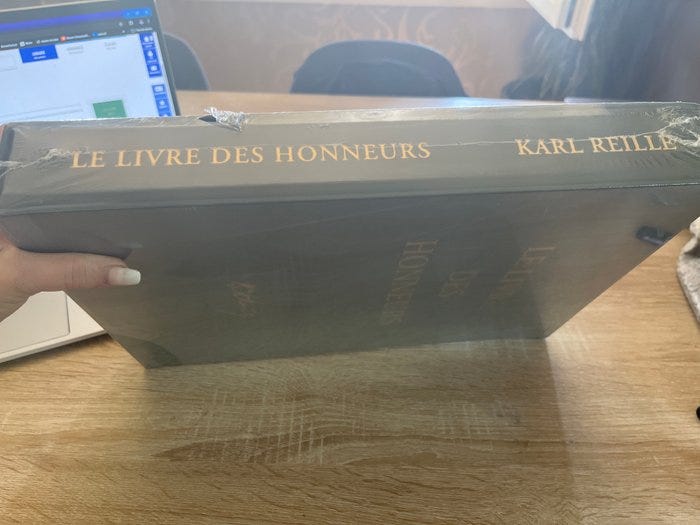 LE LIVRE DES HONNEURS
KARL REILLE
LE LIVRE
DES
HONNEURS